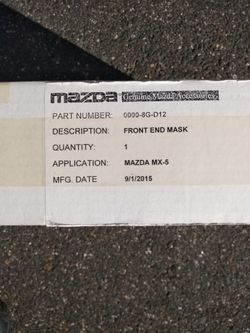 mazda Genuine Mazda Accessories
PART NUMBER: 0000-8G-D12
DESCRIPTION: FRONT END MASK
QUANTITY: 1
APPLICATION: MAZDA MX-5
MFG. DATE 9/1/2015